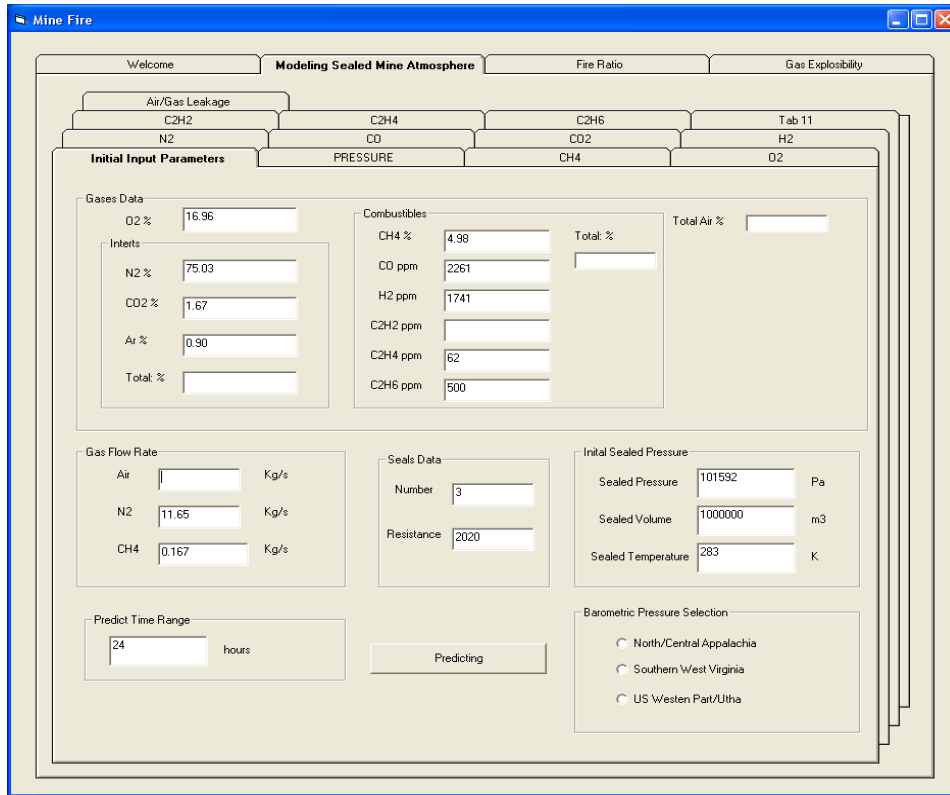 Mine Fire
Welcome
Modeling Sealed Mine Atmosphere
Fire Ratio
Gas Explosibility
Air/Gas Leakage
C2H2
C2H4
C2H6
Tab 11
N2
CO
CO2
H2
Initial Input Parameters
PRESSURE
CH4
O2
Gases Data
O2 %
16.96
Interts
N2 %
75.03
CO2 %
1.67
Ar %
0.90
Total: %
Combustibles
CH4 %
4.98
CO ppm
2261
H2 ppm
1741
C2H2 ppm
C2H4 ppm
62
C2H6 ppm
500
Total: %
Total Air %
Gas Flow Rate
Air
Kg/s
N2
11.65
Kg/s
CH4
0.167
Kg/s
Seals Data
Number
3
Resistance
2020
Inital Sealed Pressure
Sealed Pressure
101592
Pa
Sealed Volume
1000000
m3
Sealed Temperature
283
K
Predict Time Range
24
hours
Predicting
Barometric Pressure Selection
North/Central Appalachia
Southern West Virginia
US Westen Part/Utha